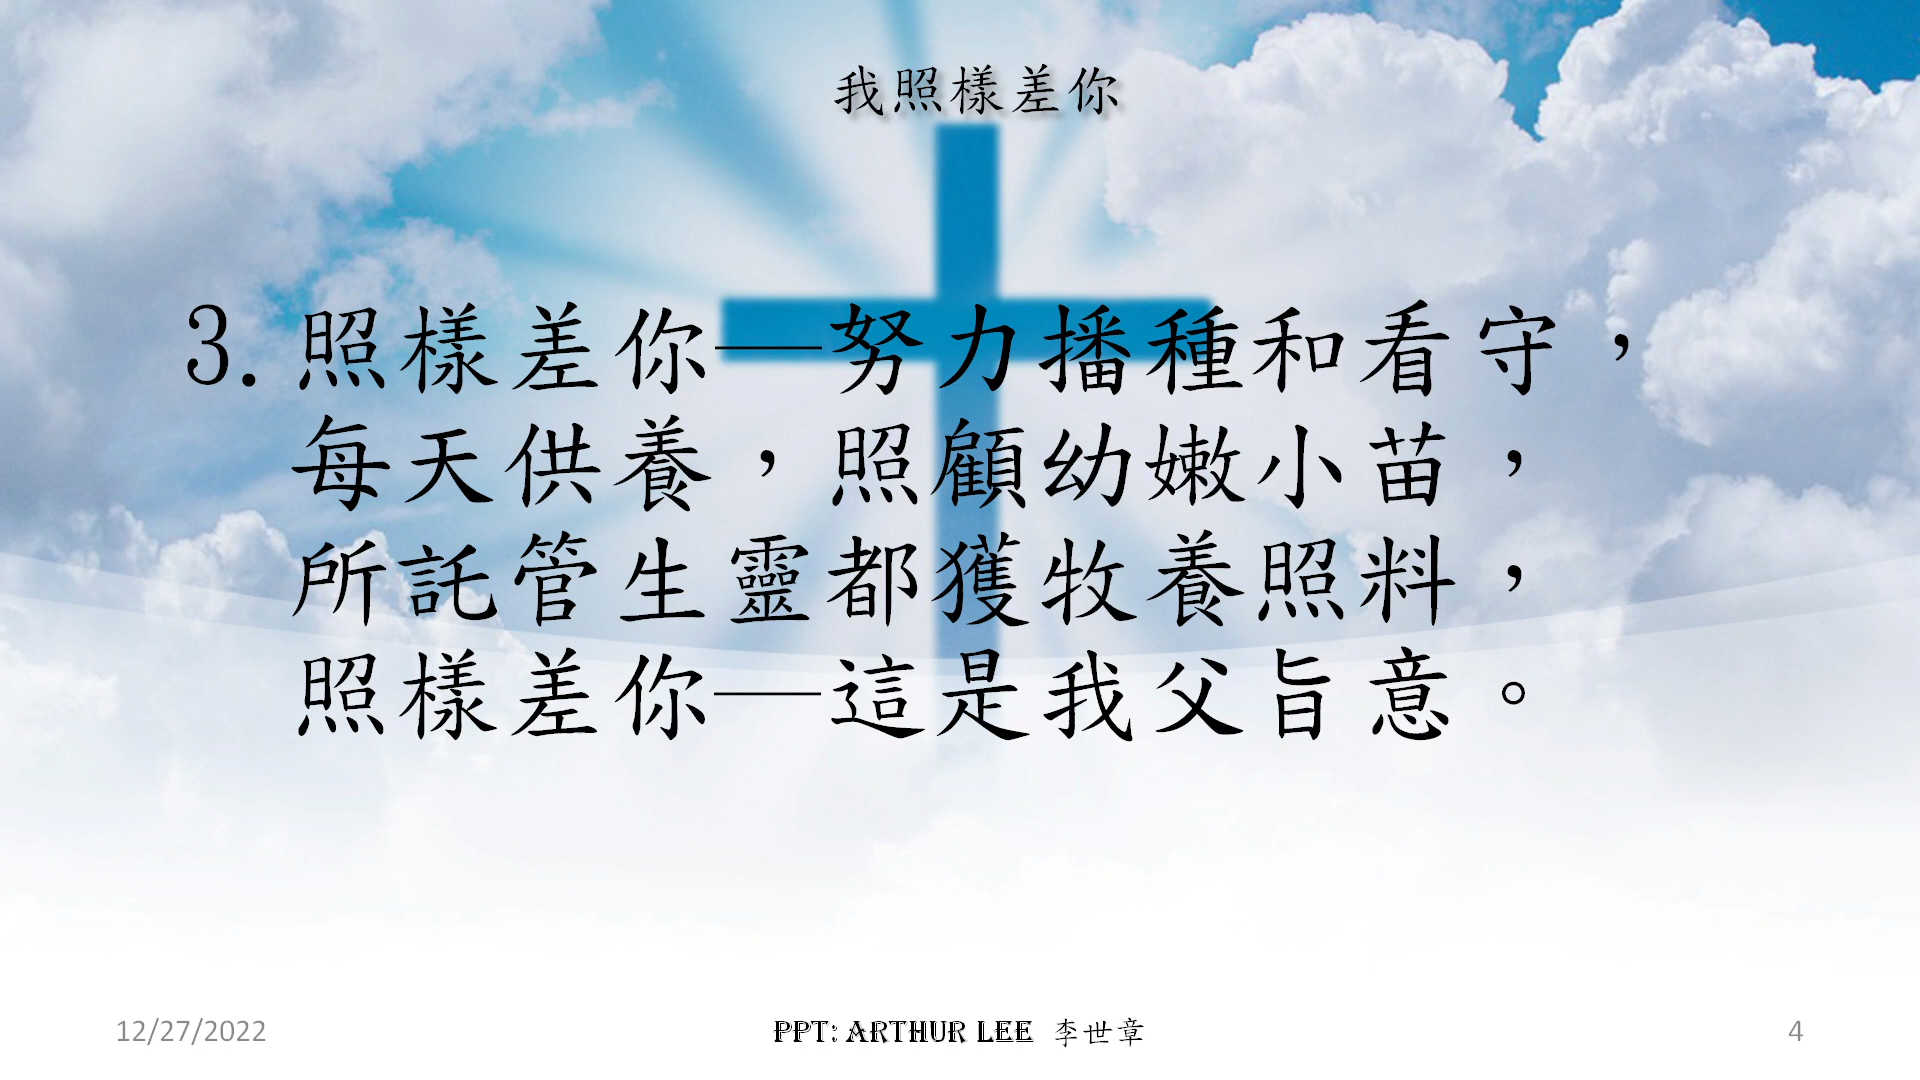 我照樣差你
3.照樣差你—努力播種和看守，
每天供養，照顧幼嫩小苗，
所託管生靈都獲牧養照料，
照樣差你—這是我父旨意。
12/27/2022
PPT: ARTHUR LEE 李世章
4